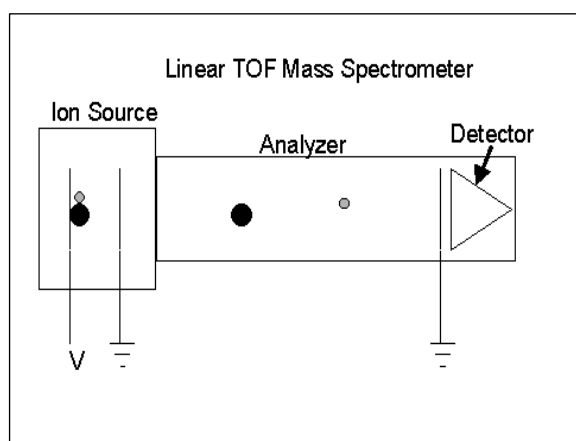 Linear TOF Mass Spectrometer
Ion Source
Analyzer
Detector
V